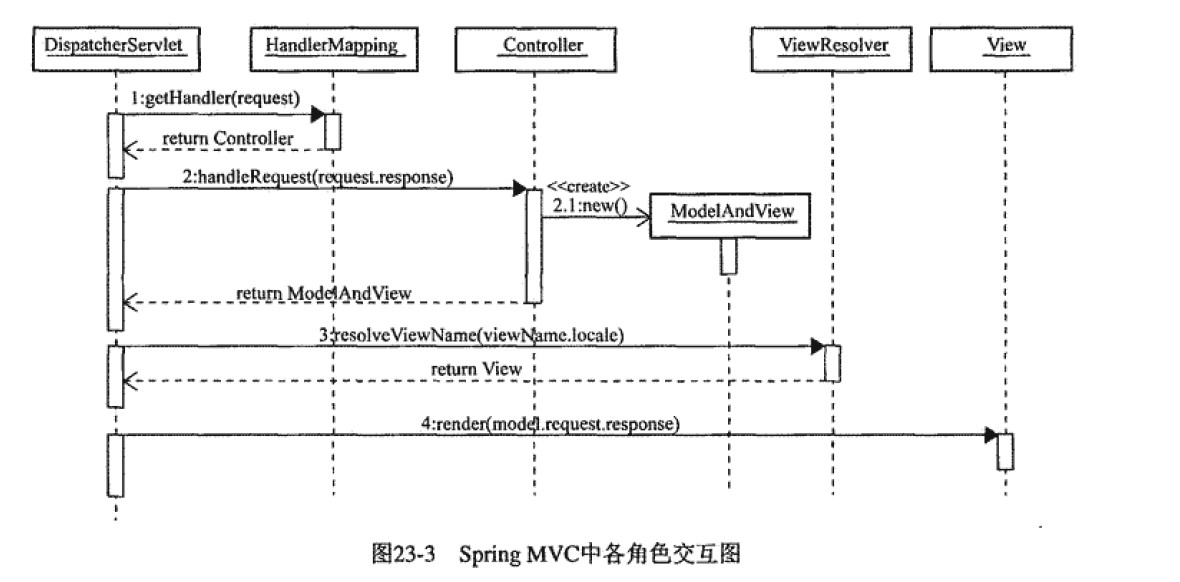 DispatcherServlet
HandlerMapping
Controller
ViewResolver
View
1:getHandler(request)
return Controller
2:handleRequest(request.response)
<<create>>
2.1:new()
ModelAndView
return ModelAndView
3:resolveViewName(viewName.locale)
return View
4:render(model.request.response)
图23-3 Spring MVC中各角色交互图